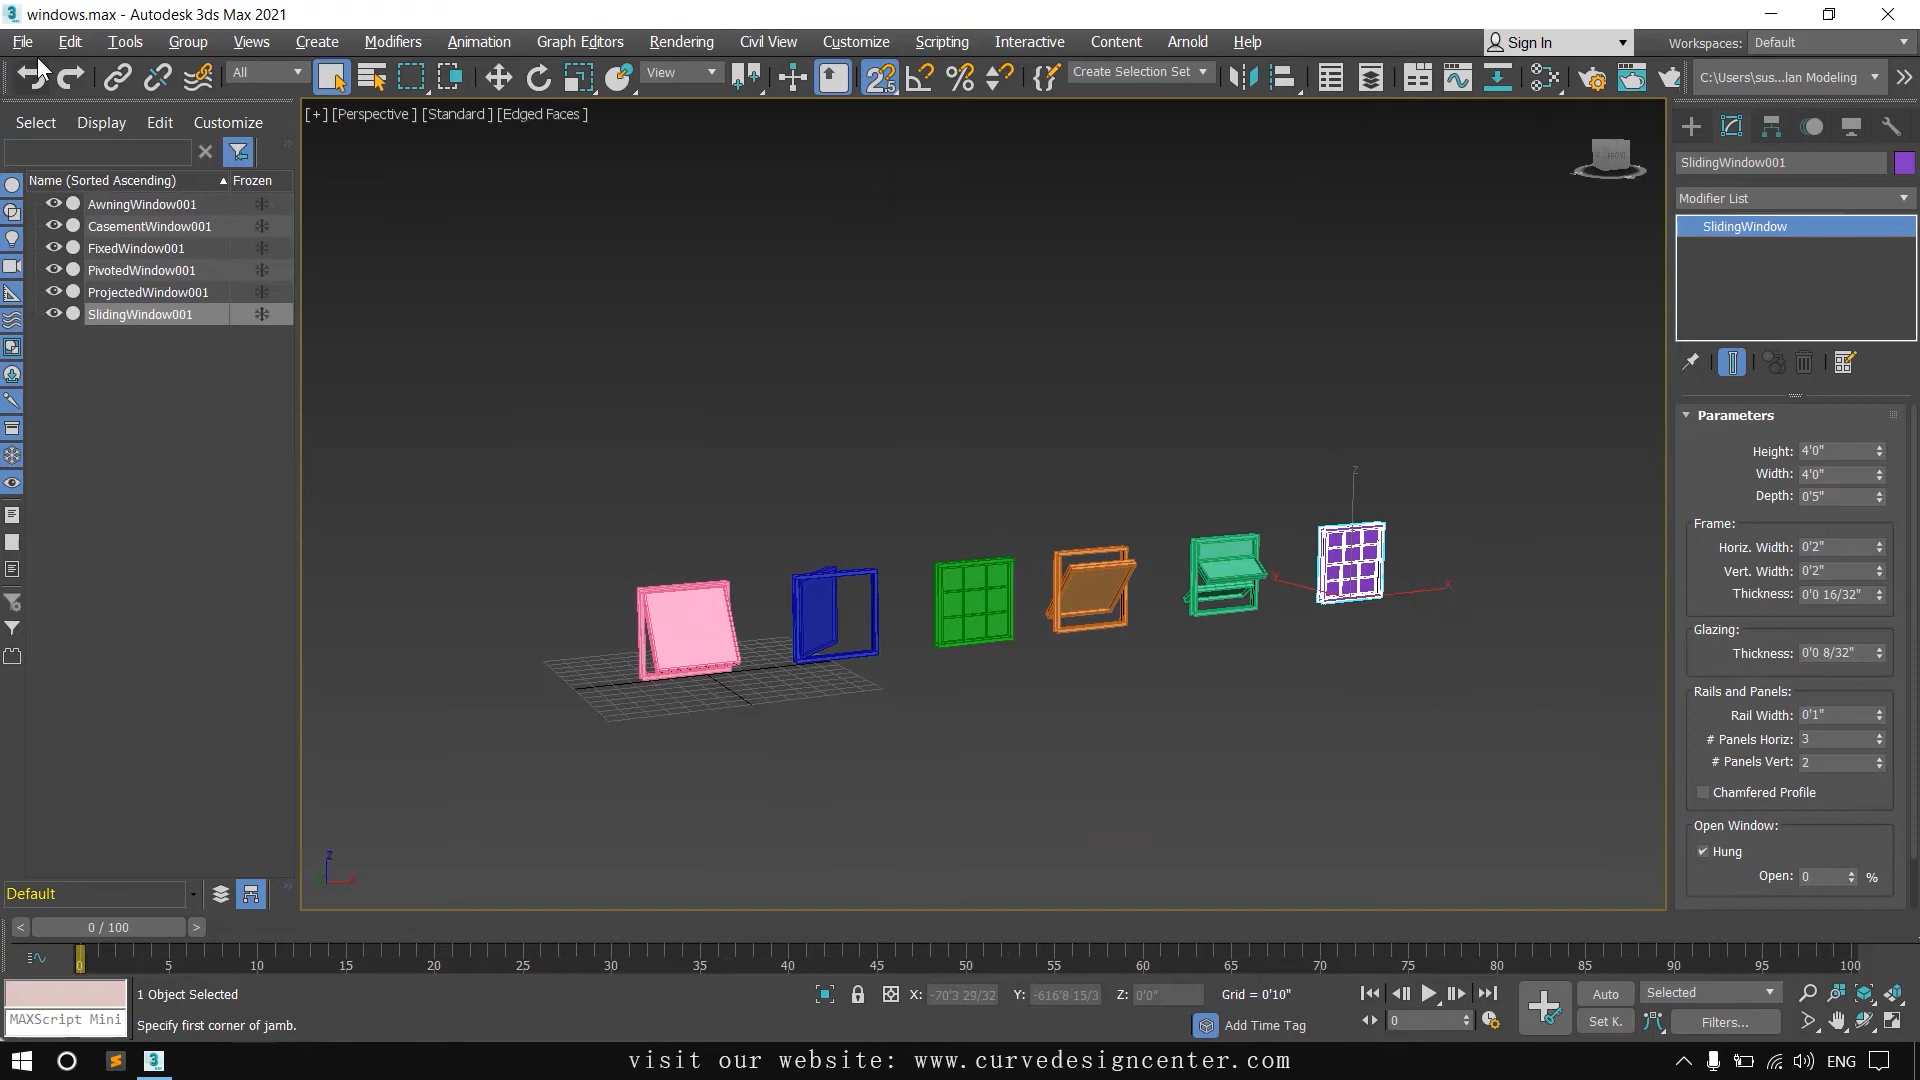 windows.max - Autodesk 3ds Max 2021
File Edit Tools Group Views Create Modifiers Animation Graph Editors Rendering Civil View Customize Scripting Interactive Content Arnold Help Sign In Workspaces: Default
All View 2.5 Create Selection Set C:\Users\sus...lan Modeling
[+] [Perspective ] [Standard ] [Edged Faces ]
Select Display Edit Customize
Name (Sorted Ascending) Frozen
AwningWindow001
CasementWindow001
FixedWindow001
PivotedWindow001
ProjectedWindow001
SlidingWindow001
z
x
z
x
SlidingWindow001
Modifier List
SlidingWindow
Parameters
Height: 4'0"
Width: 4'0"
Depth: 0'5"
Frame:
Horiz. Width: 0'2"
Vert. Width: 0'2"
Thickness: 0'0 16/32"
Glazing:
Thickness: 0'0 8/32"
Rails and Panels:
Rail Width: 0'1"
# Panels Horiz: 3
# Panels Vert: 2
Chamfered Profile
Open Window:
Hung
Open: 0 %
Default
< 0 / 100 >
0 5 10 15 20 25 30 35 40 45 50 55 60 65 70 75 80 85 90 95 100
1 Object Selected X: -70'3 29/32 Y: -616'8 15/3 Z: 0'0" Grid = 0'10" Auto Selected
MAXScript Mini Specify first corner of jamb. Add Time Tag 0 Set K. Filters...
visit our website: www.curvedesigncenter.com ENG